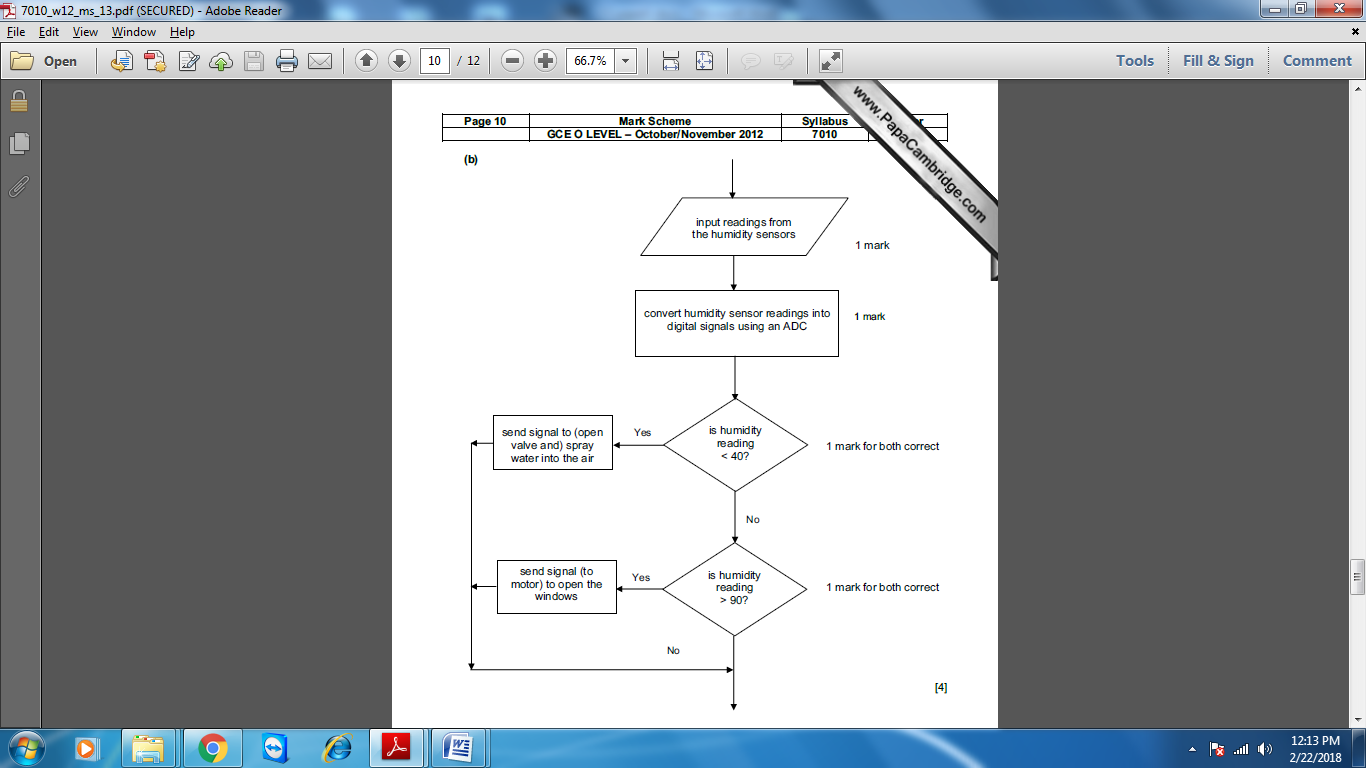 7010_w12_ms_13.pdf (SECURED) - Adobe Reader
File Edit View Window Help
Open 10 / 12 66.7% Tools Fill & Sign Comment
www.PapaCambridge.com
Page 10 Mark Scheme Syllabus
GCE O LEVEL – October/November 2012 7010
(b)
input readings from
the humidity sensors
1 mark
convert humidity sensor readings into
digital signals using an ADC
1 mark
send signal to (open
valve and) spray
water into the air
Yes
is humidity
reading
< 40?
1 mark for both correct
No
send signal (to
motor) to open the
windows
Yes
is humidity
reading
> 90?
1 mark for both correct
No
[4]
12:13 PM
2/22/2018